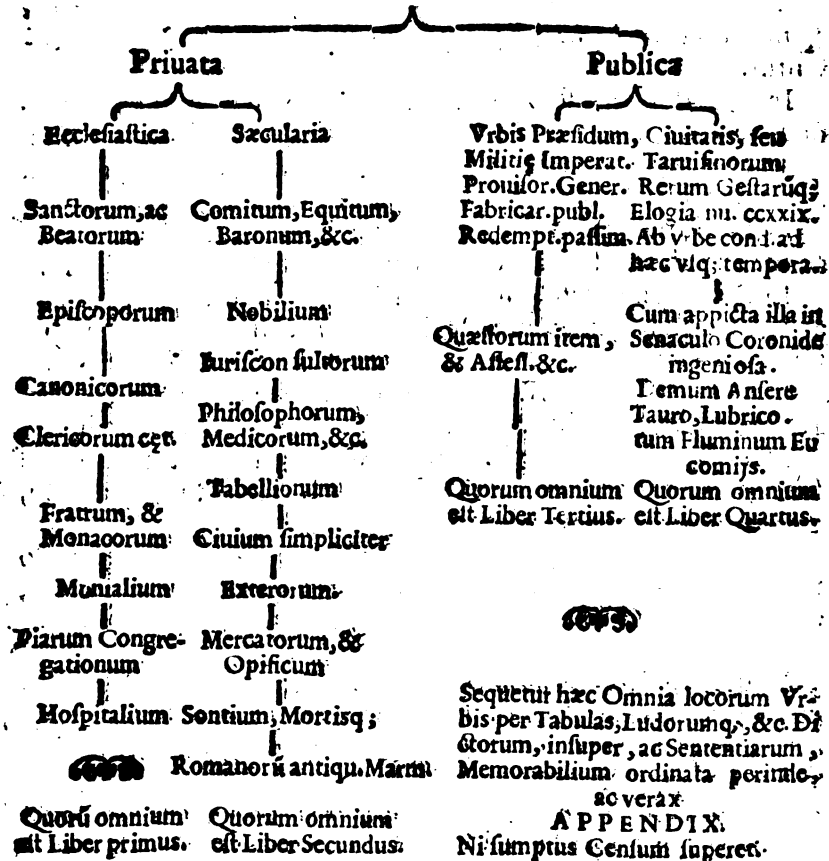 Priuata
Ecclesiastica
Sanctorum, ac
Beatorum
Episcoporum
Canonicorum
Clericorum cęt.
Fratrum, &
Monacorum
Monialium
Piarum Congre-
gationum
Hospitalium
Quorũ omnium
est Liber primus.
Sæcularia
Comitum, Equitum,
Baronum, &c.
Nobilium
Iuriscon sultorum
Philosophorum,
Medicorum, &c.
Tabellionum
Ciuium simpliciter
Exterorum.
Mercatorum, &
Opificum
Sontium, Mortisq;
Romanorũ antiqu. Marm.
Quorum omnium
est Liber Secundus.
Publica
Vrbis Præsidum,
Militię Imperat.
Prouisor. Gener.
Fabricar. publ.
Redempt. passim.
Quæstorum item,
& Assess. &c.
Quorum omnium
est Liber Tertius.
Ciuitatis, seu
Taruisinorum
Rerum Gestarũq;
Elogia nu. ccxxix.
Ab vrbe cond. ad
hæc vsq; tempora.
Cum appicta illa in
Senaculo Coronide
ingeniosa.
Demum Ansere
Tauro, Lubrico.
rum Fluminum Eu
comijs.
Quorum omnium
est Liber Quartus.
Sequetur hæc Omnia locorum Vr-
bis per Tabulas, Ludorumq, &c. Di
ctorum, insuper, ac Sententiarum,
Memorabilium ordinata perinde,
ac verax
APPENDIX.
Ni sumptus Censum superet.